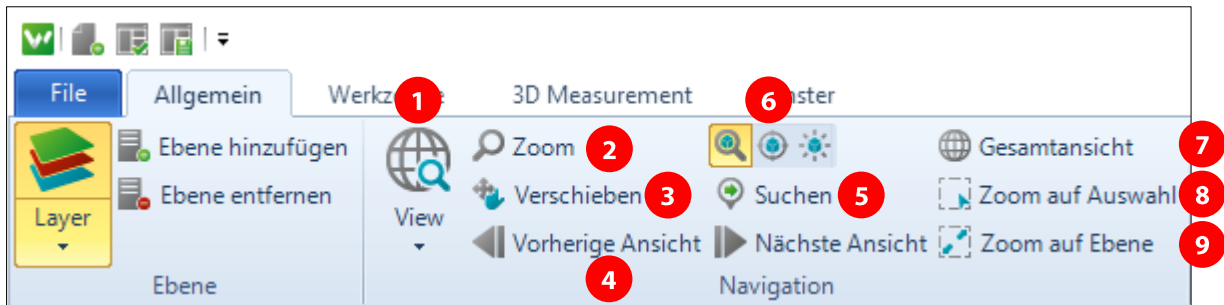 File Allgemein Werkz e 3D Measurement nster
1 6
Ebene hinzufügen Zoom 2 Gesamtansicht 7
Ebene entfernen Verschieben 3 Suchen 5 Zoom auf Auswahl 8
Layer View Vorherige Ansicht Nächste Ansicht Zoom auf Ebene 9
4
Ebene Navigation